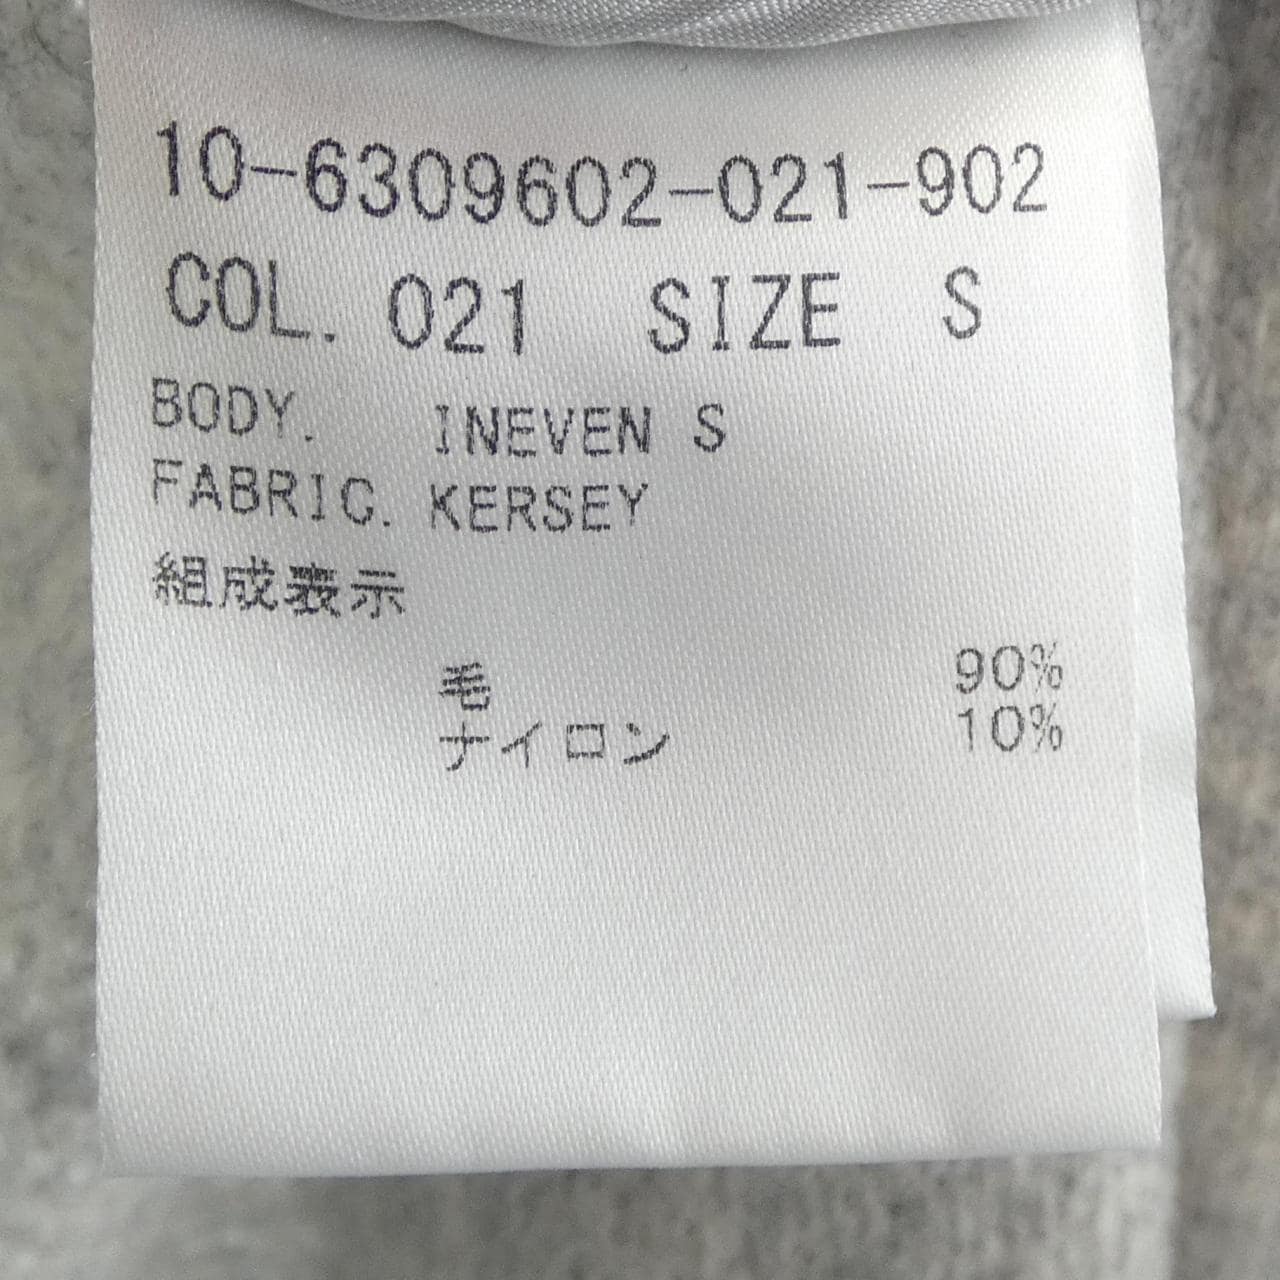 10-6309602-021-902
COL. 021 SIZE S
BODY. INEVEN S
FABRIC. KERSEY
組成表示
毛 90%
ナイロン 10%